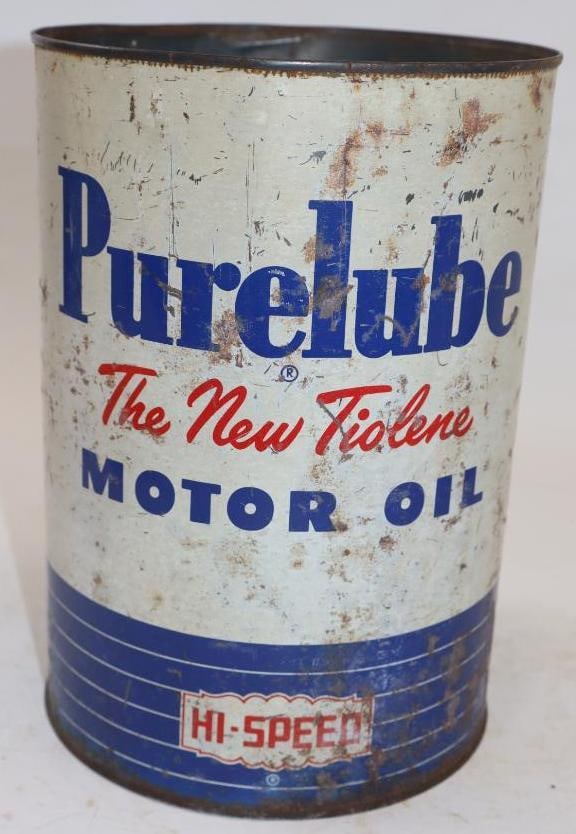 Purelube
®
The New Tiolene
MOTOR OIL
HI-SPEED
®